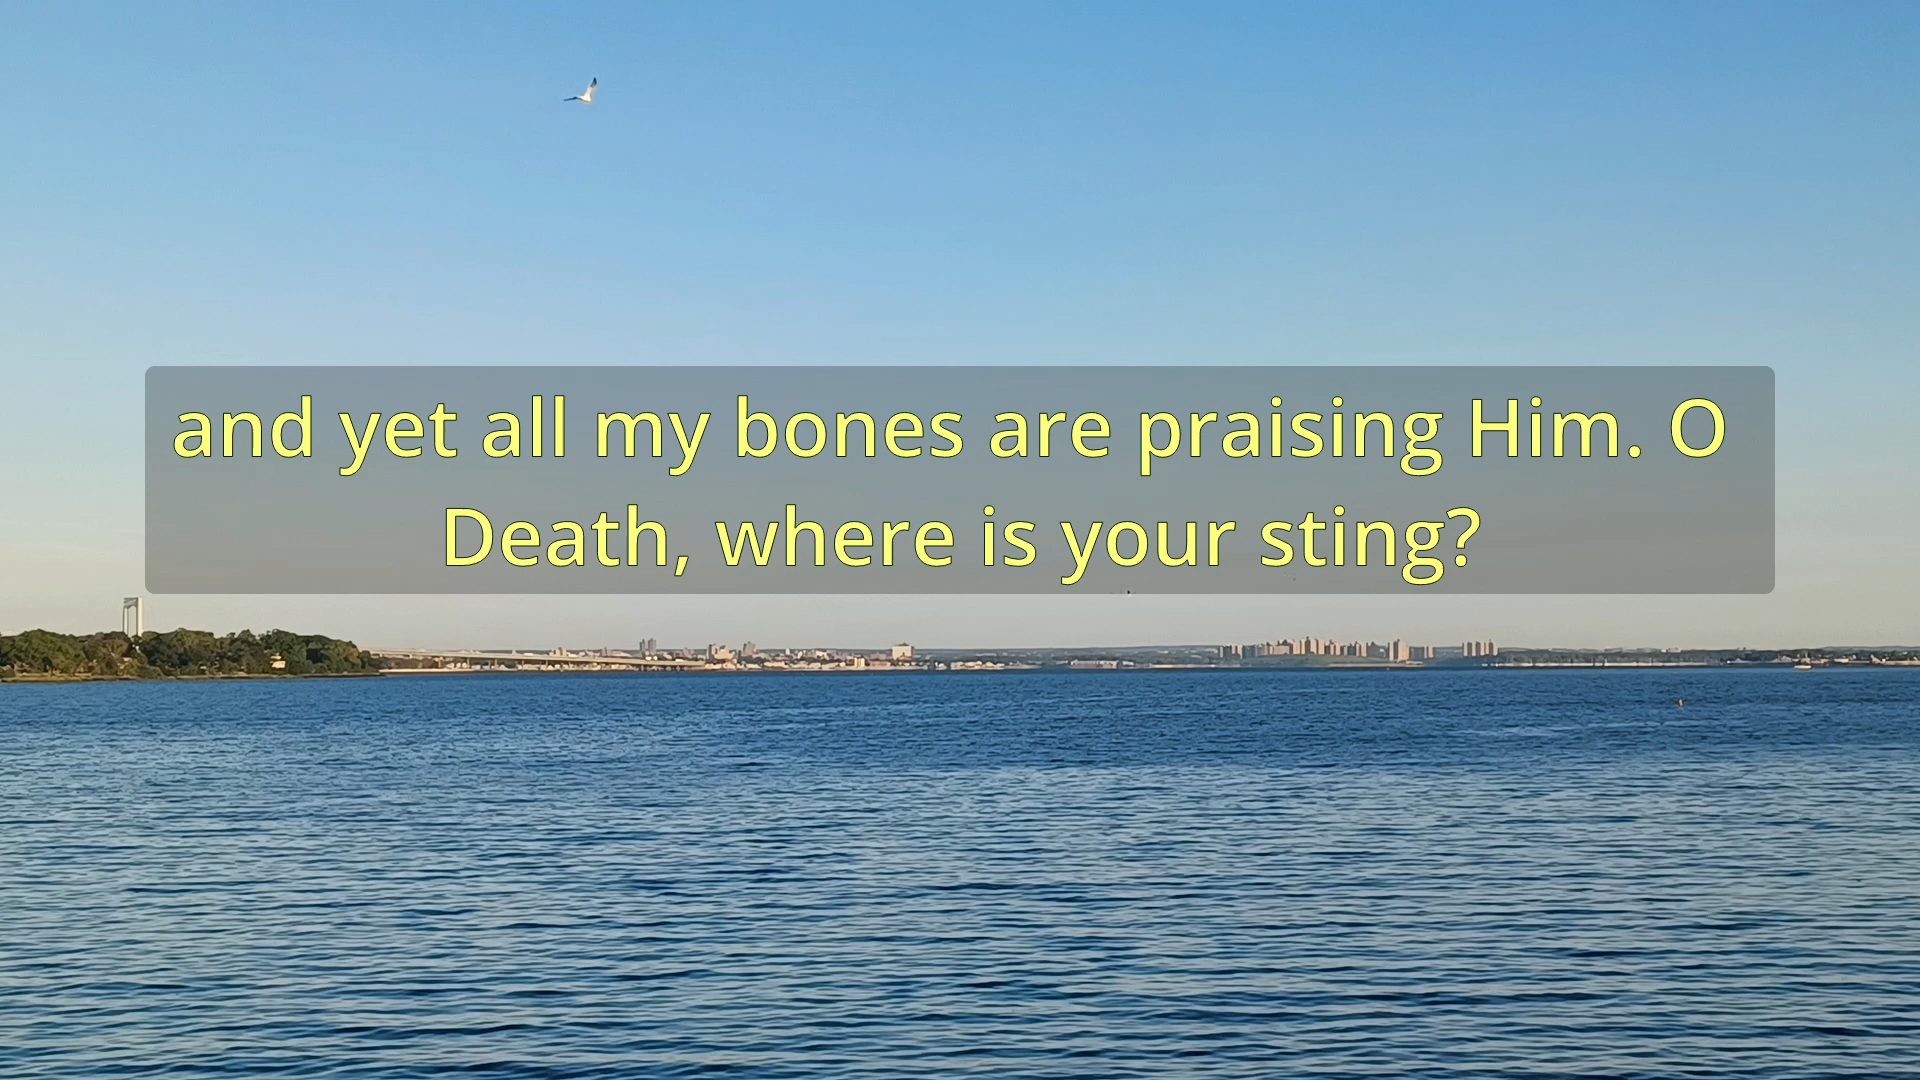 and yet all my bones are praising Him. O
Death, where is your sting?